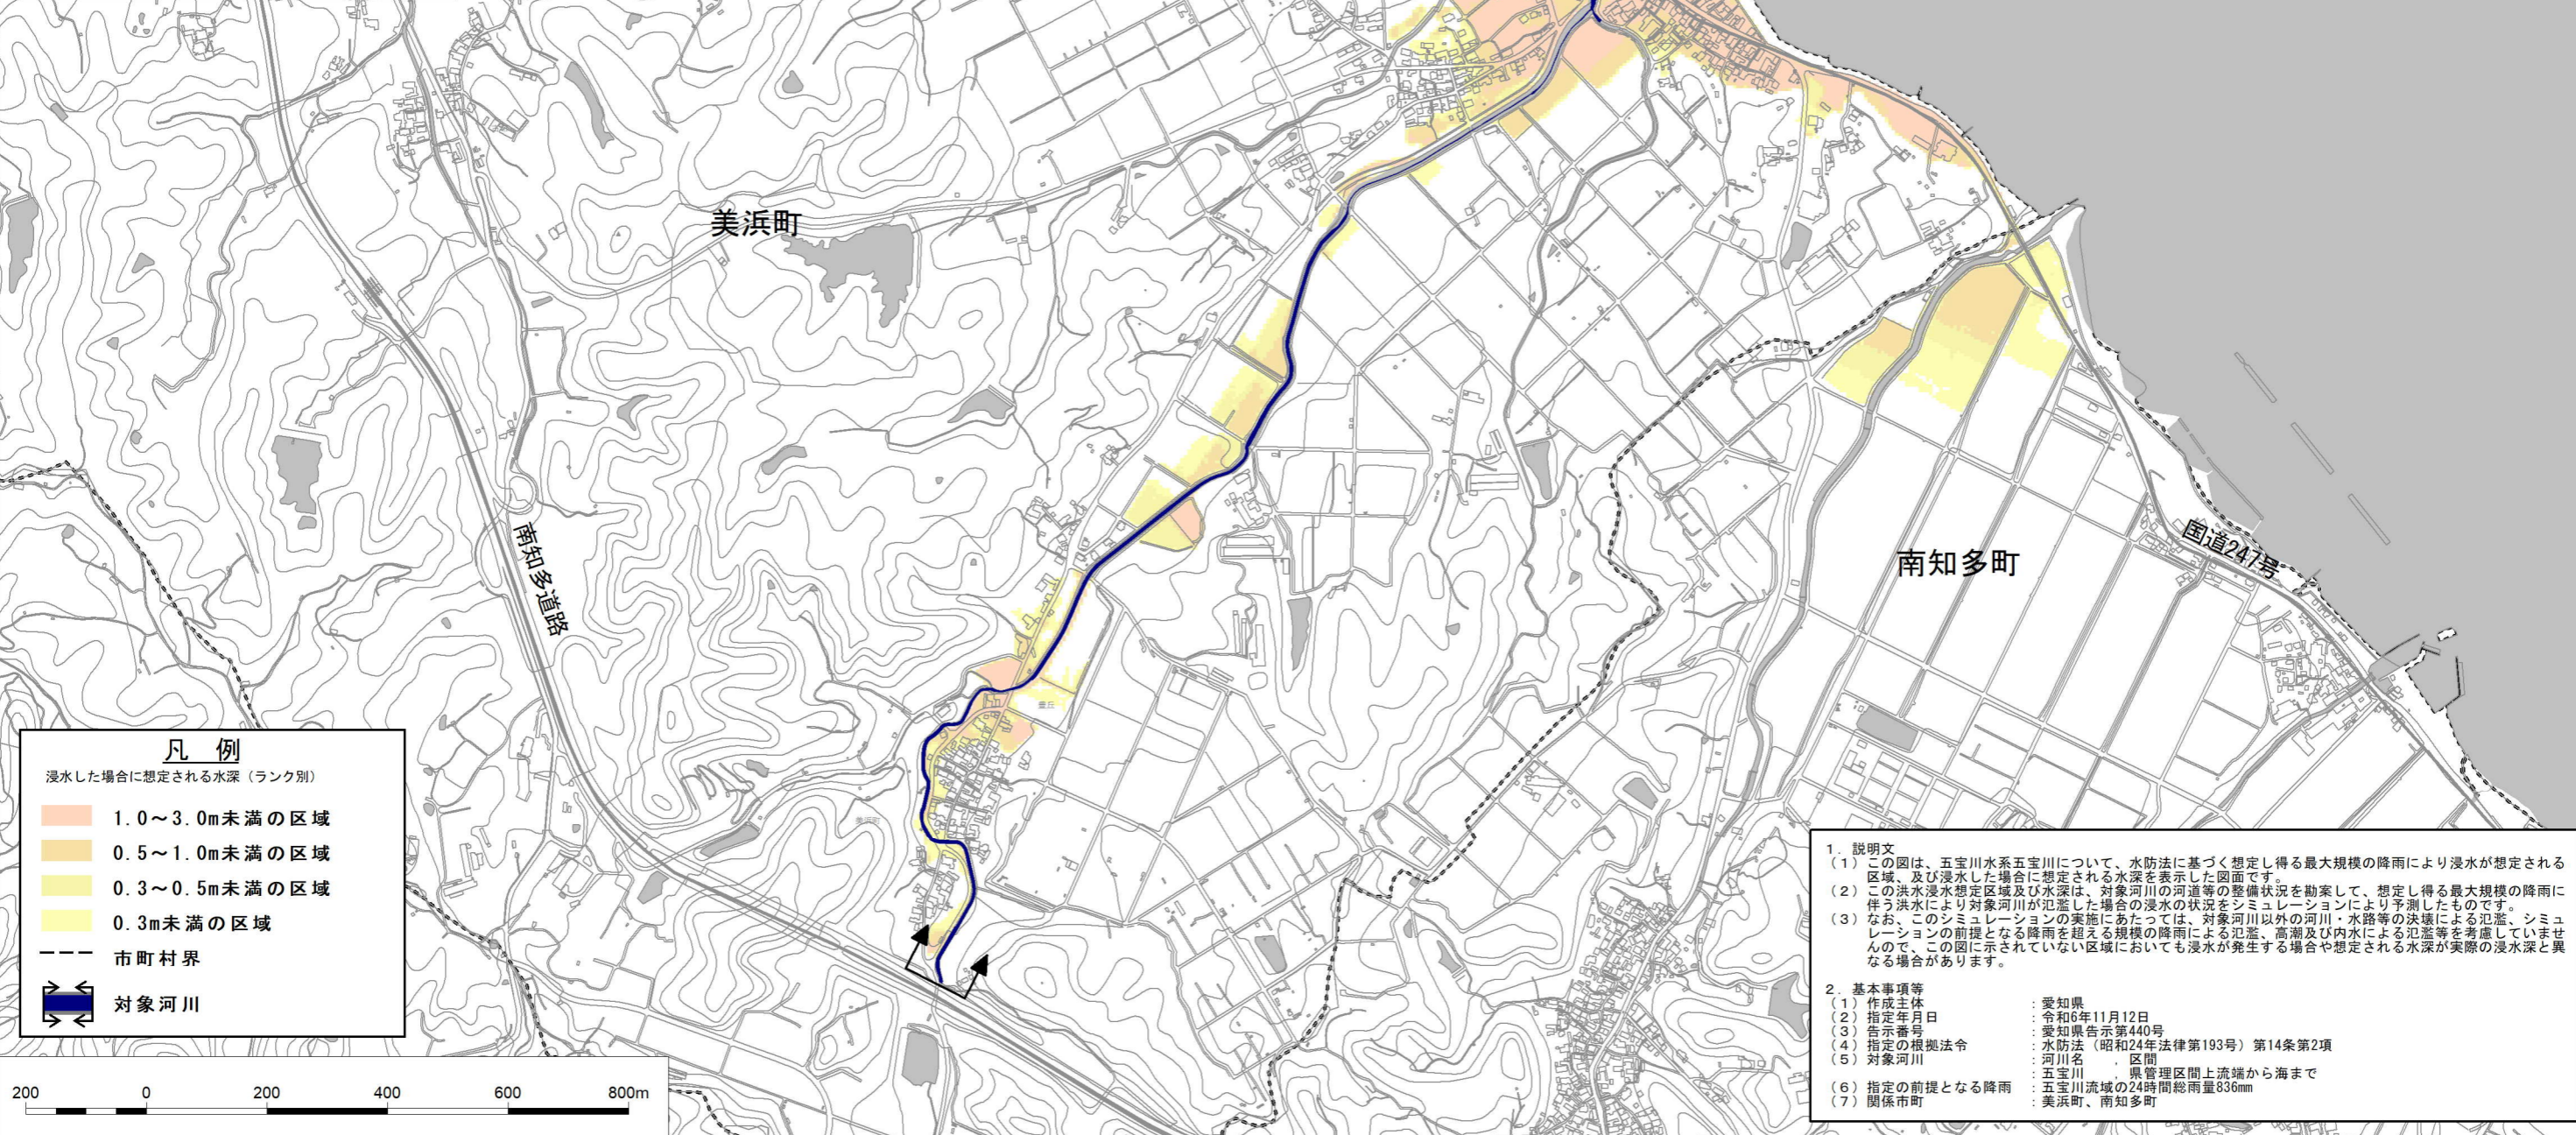 美浜町
南知多道路
南知多町
国道247号
豊丘
美浜町
凡 例
浸水した場合に想定される水深（ランク別）
1.0～3.0m未満の区域
0.5～1.0m未満の区域
0.3～0.5m未満の区域
0.3m未満の区域
市町村界
対象河川
200 0 200 400 600 800m
1．説明文
（1）この図は、五宝川水系五宝川について、水防法に基づく想定し得る最大規模の降雨により浸水が想定される
区域、及び浸水した場合に想定される水深を表示した図面です。
（2）この洪水浸水想定区域及び水深は、対象河川の河道等の整備状況を勘案して、想定し得る最大規模の降雨に
伴う洪水により対象河川が氾濫した場合の浸水の状況をシミュレーションにより予測したものです。
（3）なお、このシミュレーションの実施にあたっては、対象河川以外の河川・水路等の決壊による氾濫、シミュ
レーションの前提となる降雨を超える規模の降雨による氾濫、高潮及び内水による氾濫等を考慮していませ
んので、この図に示されていない区域においても浸水が発生する場合や想定される水深が実際の浸水深と異
なる場合があります。
2．基本事項等
（1）作成主体 ：愛知県
（2）指定年月日 ：令和6年11月12日
（3）告示番号 ：愛知県告示第440号
（4）指定の根拠法令 ：水防法（昭和24年法律第193号）第14条第2項
（5）対象河川 ：河川名 ，区間
：五宝川 ，県管理区間上流端から海まで
（6）指定の前提となる降雨 ：五宝川流域の24時間総雨量836mm
（7）関係市町 ：美浜町、南知多町